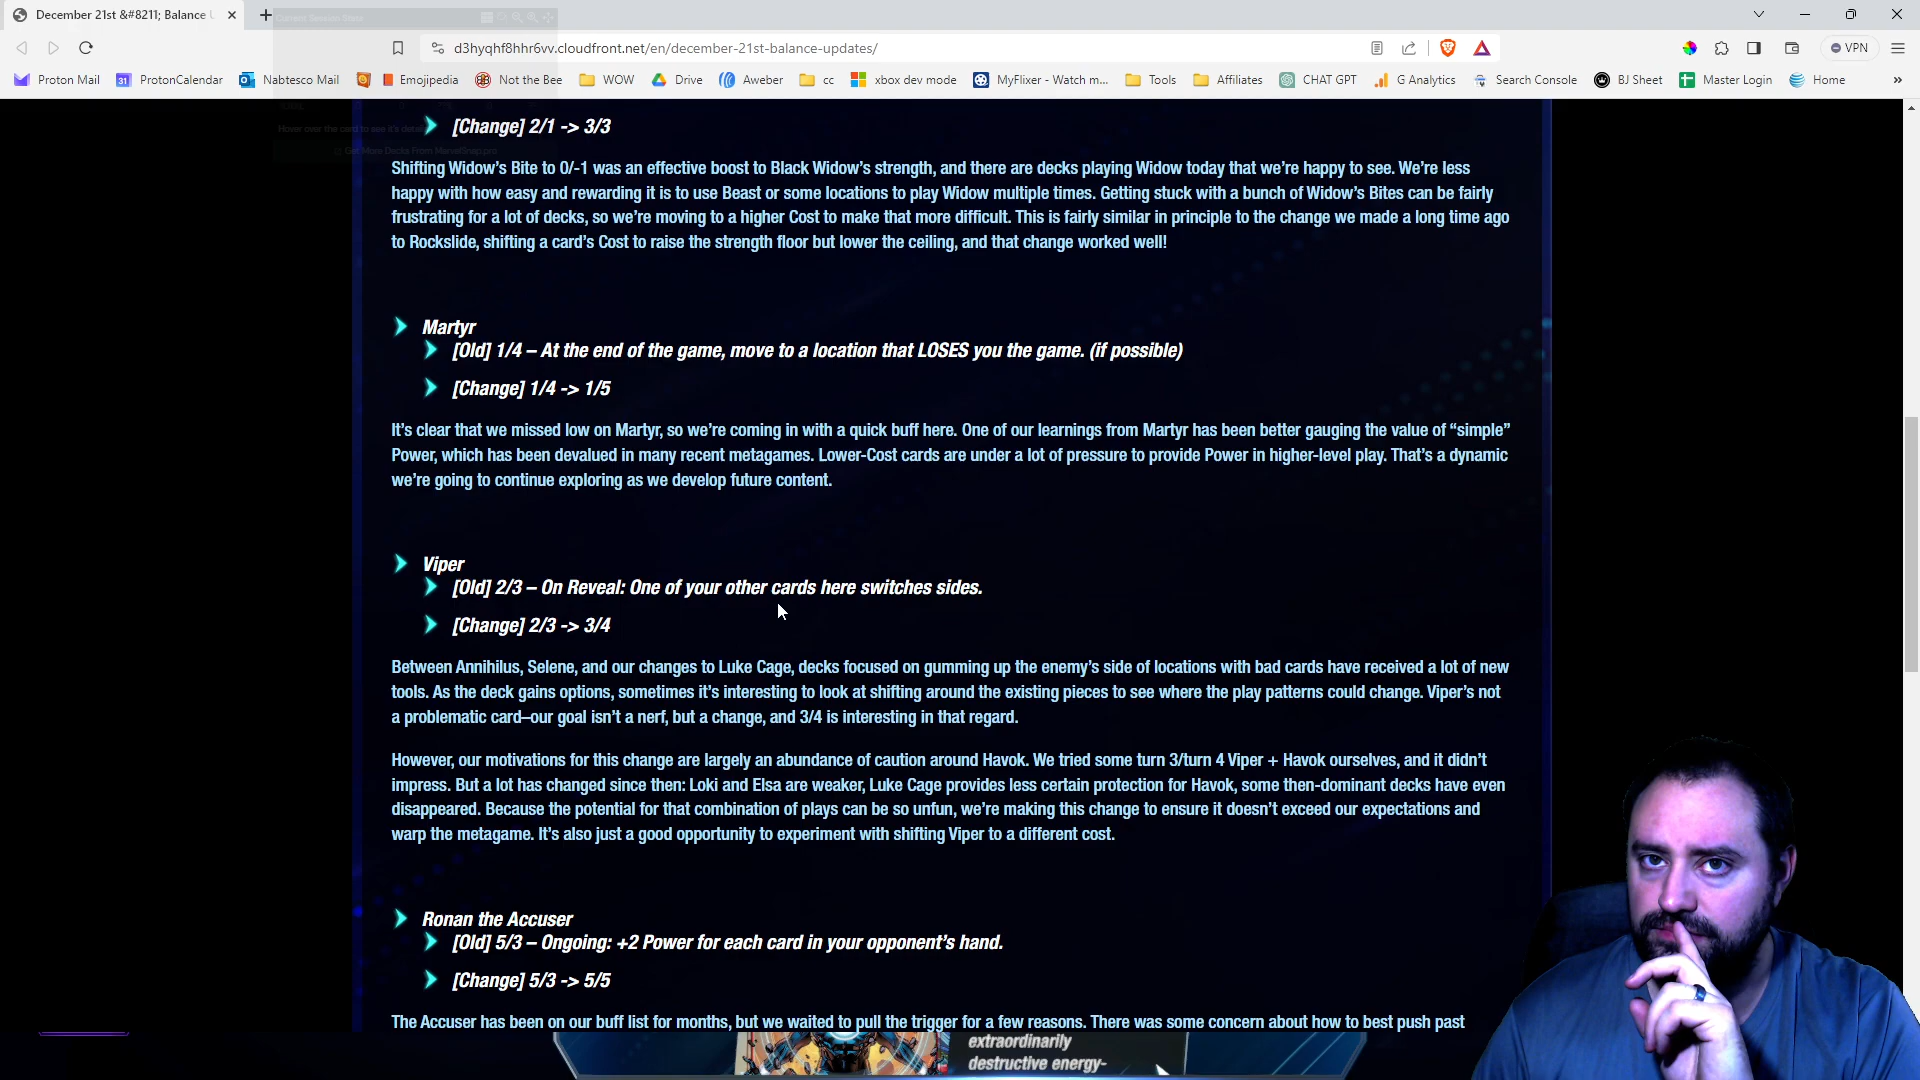 December 21st &#8211; Balance U
Current Session Stats
d3hyqhf8hhr6vv.cloudfront.net/en/december-21st-balance-updates/
VPN
Proton Mail
ProtonCalendar
Nabtesco Mail
Emojipedia
Not the Bee
WOW
Drive
Aweber
cc
xbox dev mode
MyFlixer - Watch m...
Tools
Affiliates
CHAT GPT
G Analytics
Search Console
BJ Sheet
Master Login
Home
»
Hover over the card to see it's detai
Get More Decks From MarvelSnap.pro
[Change] 2/1 -> 3/3
Shifting Widow's Bite to 0/-1 was an effective boost to Black Widow's strength, and there are decks playing Widow today that we're happy to see. We're less
happy with how easy and rewarding it is to use Beast or some locations to play Widow multiple times. Getting stuck with a bunch of Widow's Bites can be fairly
frustrating for a lot of decks, so we're moving to a higher Cost to make that more difficult. This is fairly similar in principle to the change we made a long time ago
to Rockslide, shifting a card's Cost to raise the strength floor but lower the ceiling, and that change worked well!
Martyr
[Old] 1/4 – At the end of the game, move to a location that LOSES you the game. (if possible)
[Change] 1/4 -> 1/5
It's clear that we missed low on Martyr, so we're coming in with a quick buff here. One of our learnings from Martyr has been better gauging the value of “simple”
Power, which has been devalued in many recent metagames. Lower-Cost cards are under a lot of pressure to provide Power in higher-level play. That's a dynamic
we're going to continue exploring as we develop future content.
Viper
[Old] 2/3 – On Reveal: One of your other cards here switches sides.
[Change] 2/3 -> 3/4
Between Annihilus, Selene, and our changes to Luke Cage, decks focused on gumming up the enemy's side of locations with bad cards have received a lot of new
tools. As the deck gains options, sometimes it's interesting to look at shifting around the existing pieces to see where the play patterns could change. Viper's not
a problematic card–our goal isn't a nerf, but a change, and 3/4 is interesting in that regard.
However, our motivations for this change are largely an abundance of caution around Havok. We tried some turn 3/turn 4 Viper + Havok ourselves, and it didn't
impress. But a lot has changed since then: Loki and Elsa are weaker, Luke Cage provides less certain protection for Havok, some then-dominant decks have even
disappeared. Because the potential for that combination of plays can be so unfun, we're making this change to ensure it doesn't exceed our expectations and
warp the metagame. It's also just a good opportunity to experiment with shifting Viper to a different cost.
Ronan the Accuser
[Old] 5/3 – Ongoing: +2 Power for each card in your opponent's hand.
[Change] 5/3 -> 5/5
The Accuser has been on our buff list for months, but we waited to pull the trigger for a few reasons. There was some concern about how to best push past
extraordinarily
destructive energy-